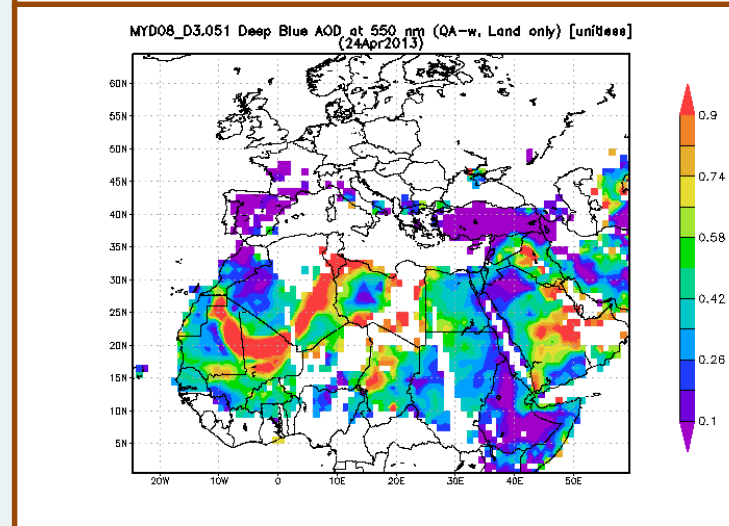 MYD08_D3.051 Deep Blue AOD at 550 nm (QA-w, Land only) [unitless]
(24Apr2013)
60N
55N
50N
45N
40N
35N
30N
25N
20N
15N
10N
5N
20W
10W
0
10E
20E
30E
40E
50E
0.9
0.74
0.58
0.42
0.26
0.1